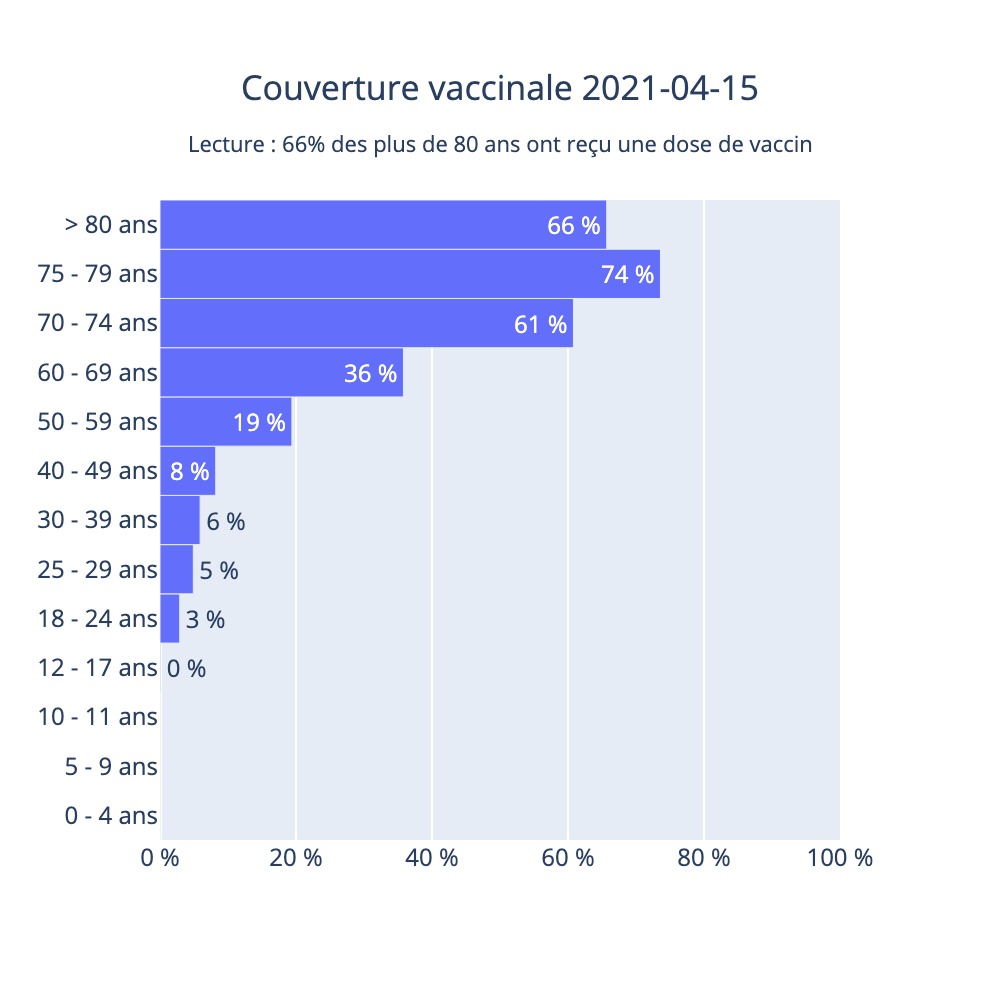 Couverture vaccinale 2021-04-15
Lecture : 66% des plus de 80 ans ont reçu une dose de vaccin
> 80 ans 66 %
75 - 79 ans 74 %
70 - 74 ans 61 %
60 - 69 ans 36 %
50 - 59 ans 19 %
40 - 49 ans 8 %
30 - 39 ans 6 %
25 - 29 ans 5 %
18 - 24 ans 3 %
12 - 17 ans 0 %
10 - 11 ans
5 - 9 ans
0 - 4 ans
0 % 20 % 40 % 60 % 80 % 100 %